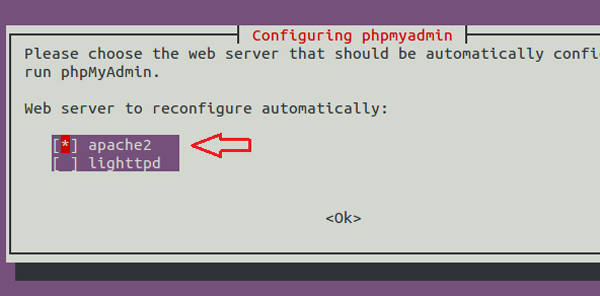 Configuring phpmyadmin
Please choose the web server that should be automatically
run phpMyAdmin.
Web server to reconfigure automatically:
[*] apache2
[ ] lighttpd
<Ok>